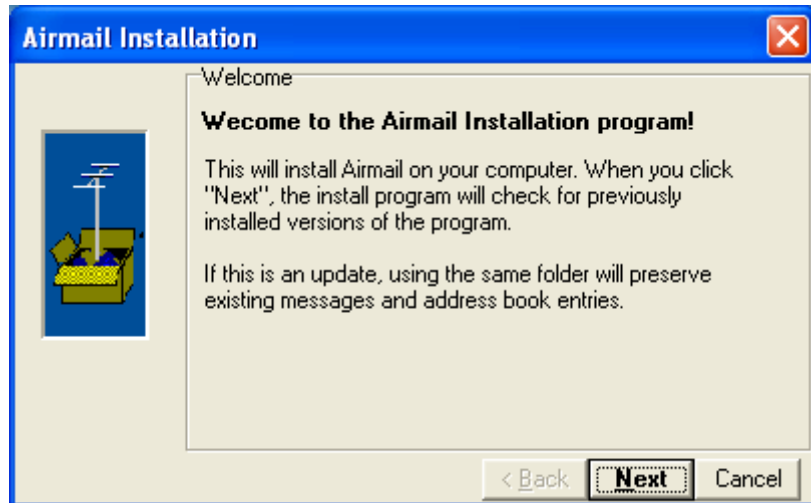 Airmail Installation
Welcome
Wecome to the Airmail Installation program!
This will install Airmail on your computer. When you click
"Next", the install program will check for previously
installed versions of the program.
If this is an update, using the same folder will preserve
existing messages and address book entries.
< Back Next Cancel